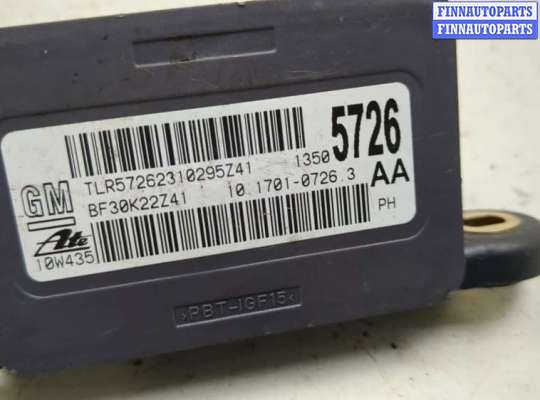 FINNAUTOPARTS
FINNAUTOPARTS
GM
TLR57262310295Z41 1350 5726
BF30K22Z41 10.1701-0726.3 AA
Ate
10W435 PH
>PBT-IGF15<